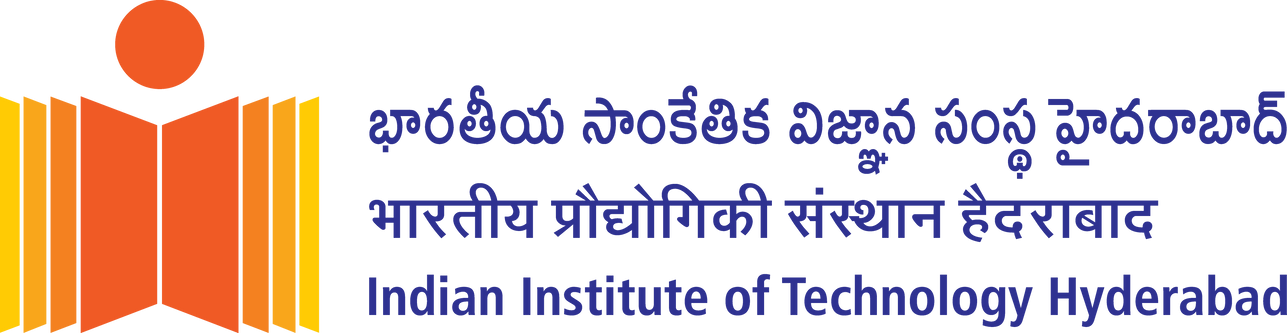 భారతీయ సాంకేతిక విజ్ఞాన సంస్థ హైదరాబాద్
भारतीय प्रौद्योगिकी संस्थान हैदराबाद
Indian Institute of Technology Hyderabad